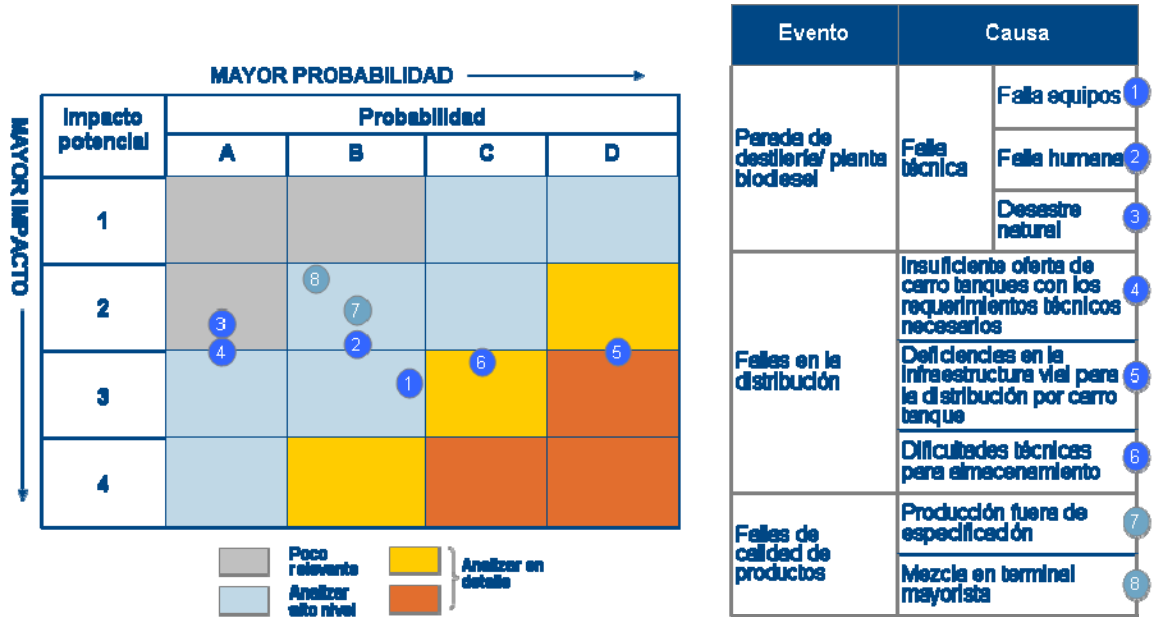 MAYOR PROBABILIDAD
MAYOR IMPACTO
Impacto
potencial
Probabilidad
A
B
C
D
1
2
3
4
8
7
3
2
4
6
5
1
Poco
relevante
Analizar
alto nivel
Analizar en
detalle
Evento
Causa
Parada de
destilería/ planta
biodiesel
Falla
técnica
Falla equipos
1
Falla humana
2
Desastre
natural
3
Fallas en la
distribución
Insuficiente oferta de
carro tanques con los
requerimientos técnicos
necesarios
4
Deficiencias en la
infraestructura vial para
la distribución por carro
tanque
5
Dificultades técnicas
para almacenamiento
6
Fallas de
calidad de
productos
Producción fuera de
especificación
7
Mezcla en terminal
mayorista
8